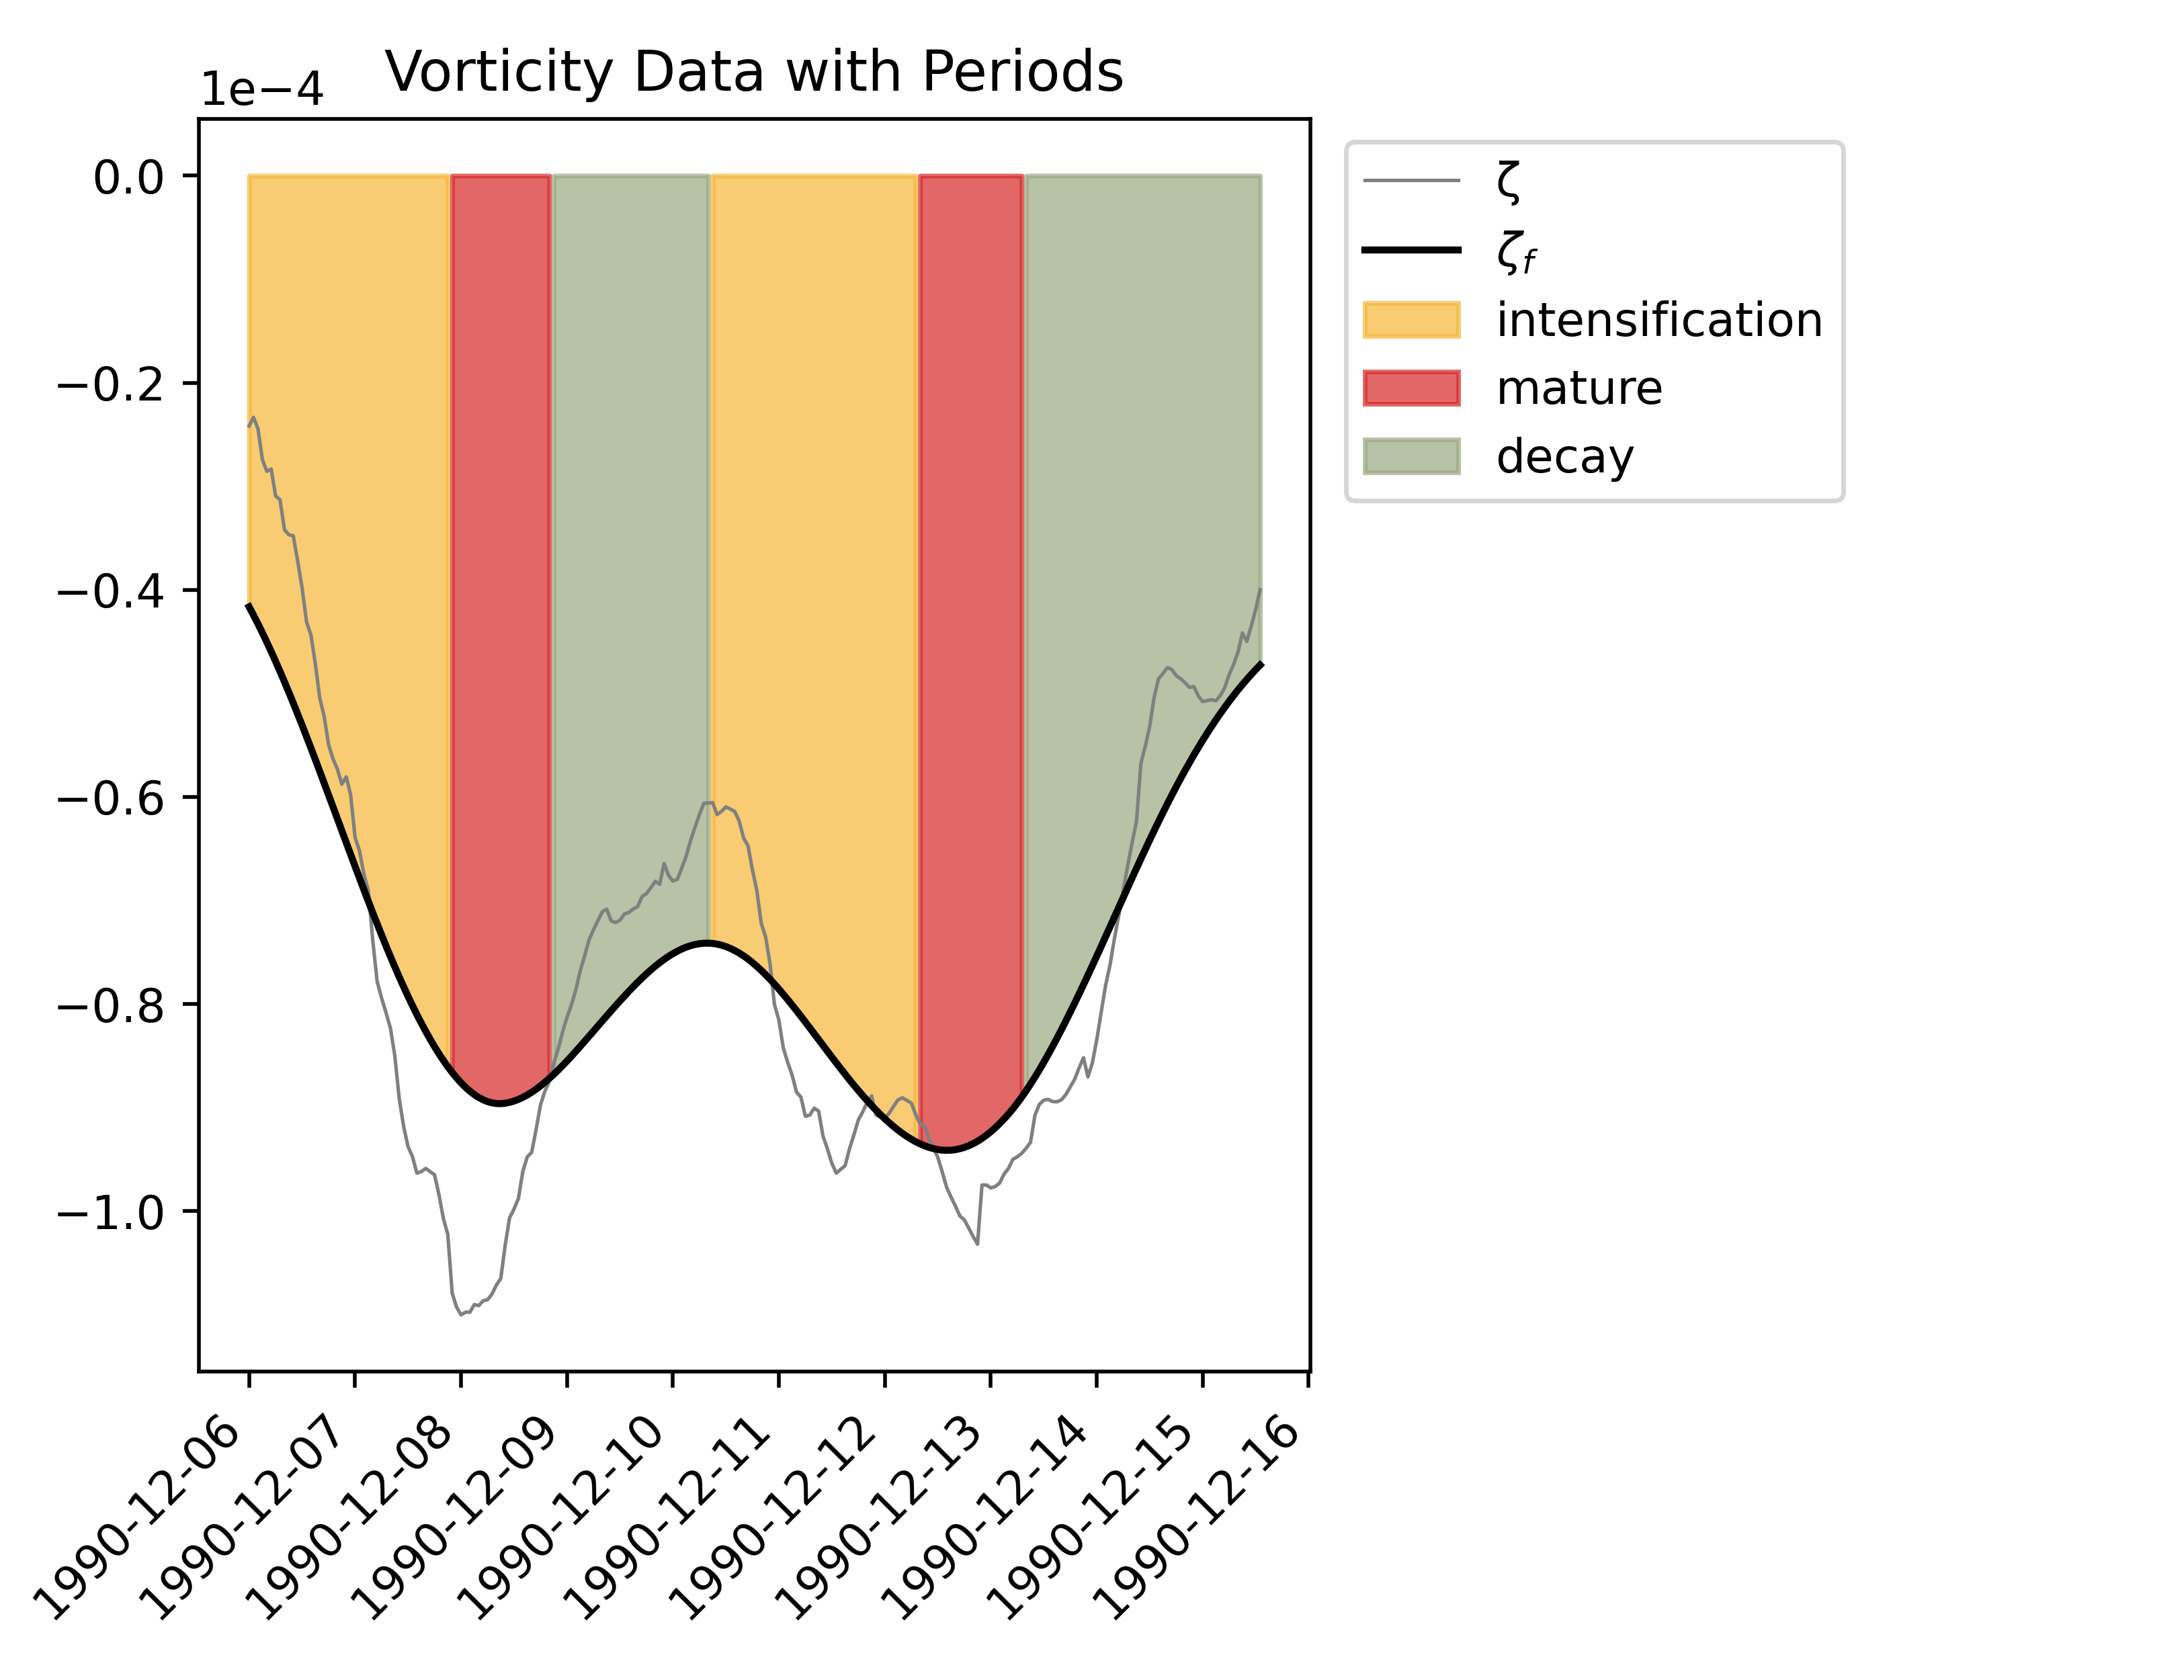 Vorticity Data with Periods
1e−4
0.0
−0.2
−0.4
−0.6
−0.8
−1.0
1990-12-06
1990-12-07
1990-12-08
1990-12-09
1990-12-10
1990-12-11
1990-12-12
1990-12-13
1990-12-14
1990-12-15
1990-12-16
ζ
ζf
intensification
mature
decay